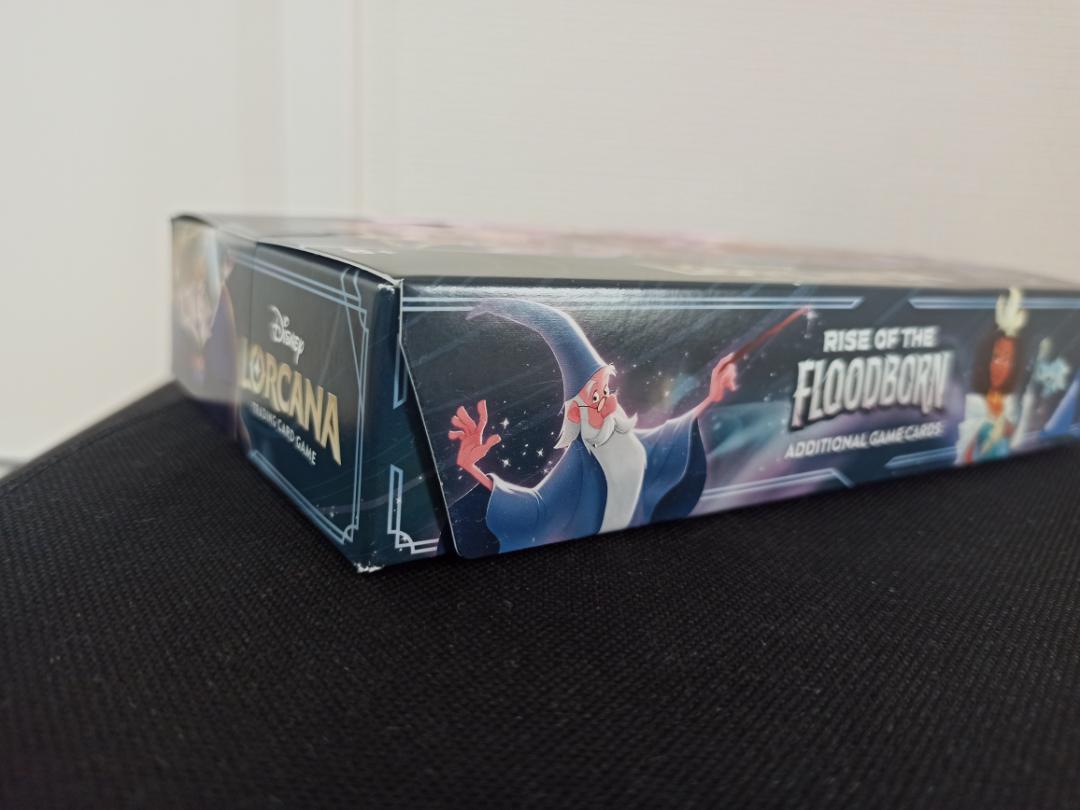 Disney
LORCANA
TRADING CARD GAME
RISE OF THE
FLOODBORN
ADDITIONAL GAME CARDS